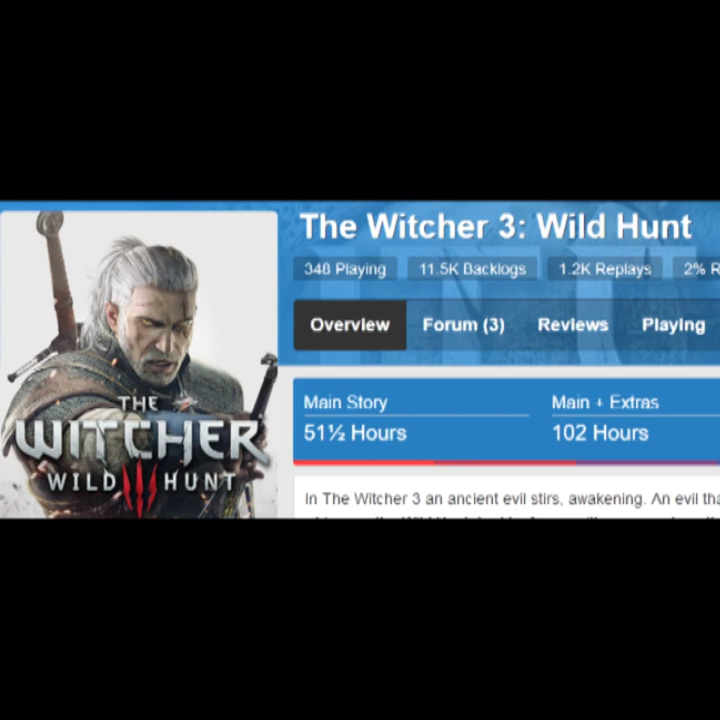 The Witcher 3: Wild Hunt
348 Playing 11.5K Backlogs 1.2K Replays 2% R
Overview Forum (3) Reviews Playing
THE
WITCHER
WILD HUNT
Main Story Main + Extras
51½ Hours 102 Hours
In The Witcher 3 an ancient evil stirs, awakening. An evil tha